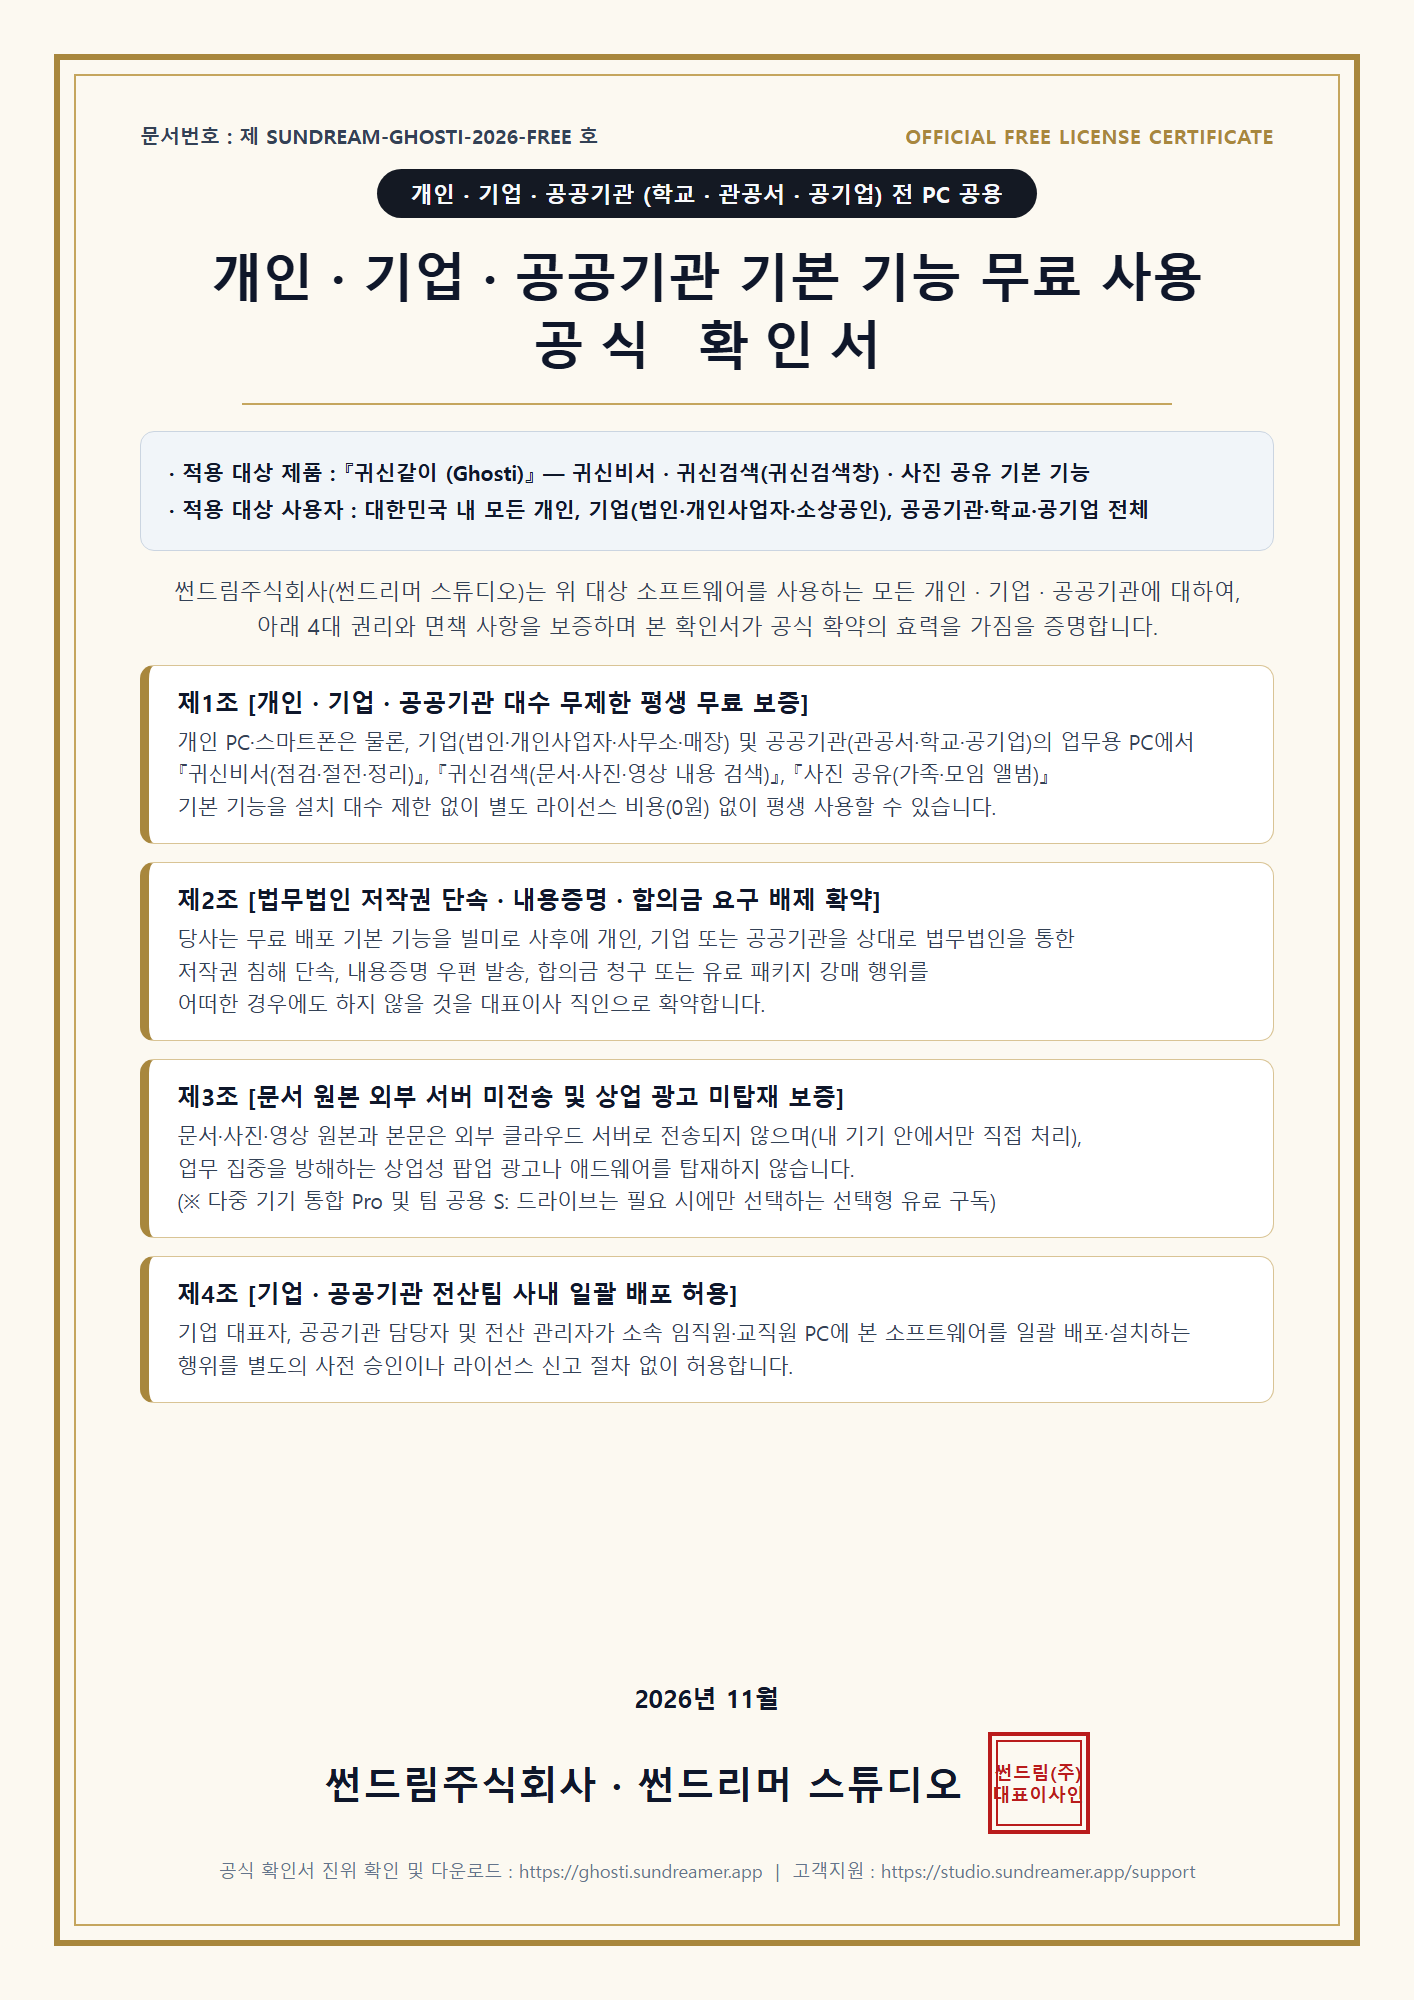 문서번호 : 제 SUNDREAM-GHOSTI-2026-FREE 호
OFFICIAL FREE LICENSE CERTIFICATE
개인 · 기업 · 공공기관 (학교 · 관공서 · 공기업) 전 PC 공용
개인 · 기업 · 공공기관 기본 기능 무료 사용
공식 확인서
· 적용 대상 제품 : 『귀신같이 (Ghosti)』 — 귀신비서 · 귀신검색(귀신검색창) · 사진 공유 기본 기능
· 적용 대상 사용자 : 대한민국 내 모든 개인, 기업(법인·개인사업자·소상공인), 공공기관·학교·공기업 전체
썬드림주식회사(썬드리머 스튜디오)는 위 대상 소프트웨어를 사용하는 모든 개인 · 기업 · 공공기관에 대하여,
아래 4대 권리와 면책 사항을 보증하며 본 확인서가 공식 확약의 효력을 가짐을 증명합니다.
제1조 [개인 · 기업 · 공공기관 대수 무제한 평생 무료 보증]
개인 PC·스마트폰은 물론, 기업(법인·개인사업자·사무소·매장) 및 공공기관(관공서·학교·공기업)의 업무용 PC에서
『귀신비서(점검·절전·정리)』, 『귀신검색(문서·사진·영상 내용 검색)』, 『사진 공유(가족·모임 앨범)』
기본 기능을 설치 대수 제한 없이 별도 라이선스 비용(0원) 없이 평생 사용할 수 있습니다.
제2조 [법무법인 저작권 단속 · 내용증명 · 합의금 요구 배제 확약]
당사는 무료 배포 기본 기능을 빌미로 사후에 개인, 기업 또는 공공기관을 상대로 법무법인을 통한
저작권 침해 단속, 내용증명 우편 발송, 합의금 청구 또는 유료 패키지 강매 행위를
어떠한 경우에도 하지 않을 것을 대표이사 직인으로 확약합니다.
제3조 [문서 원본 외부 서버 미전송 및 상업 광고 미탑재 보증]
문서·사진·영상 원본과 본문은 외부 클라우드 서버로 전송되지 않으며(내 기기 안에서만 직접 처리),
업무 집중을 방해하는 상업성 팝업 광고나 애드웨어를 탑재하지 않습니다.
(※ 다중 기기 통합 Pro 및 팀 공용 S: 드라이브는 필요 시에만 선택하는 선택형 유료 구독)
제4조 [기업 · 공공기관 전산팀 사내 일괄 배포 허용]
기업 대표자, 공공기관 담당자 및 전산 관리자가 소속 임직원·교직원 PC에 본 소프트웨어를 일괄 배포·설치하는
행위를 별도의 사전 승인이나 라이선스 신고 절차 없이 허용합니다.
2026년 11월
썬드림주식회사 · 썬드리머 스튜디오
썬드림(주)
대표이사인
공식 확인서 진위 확인 및 다운로드 : https://ghosti.sundreamer.app | 고객지원 : https://studio.sundreamer.app/support